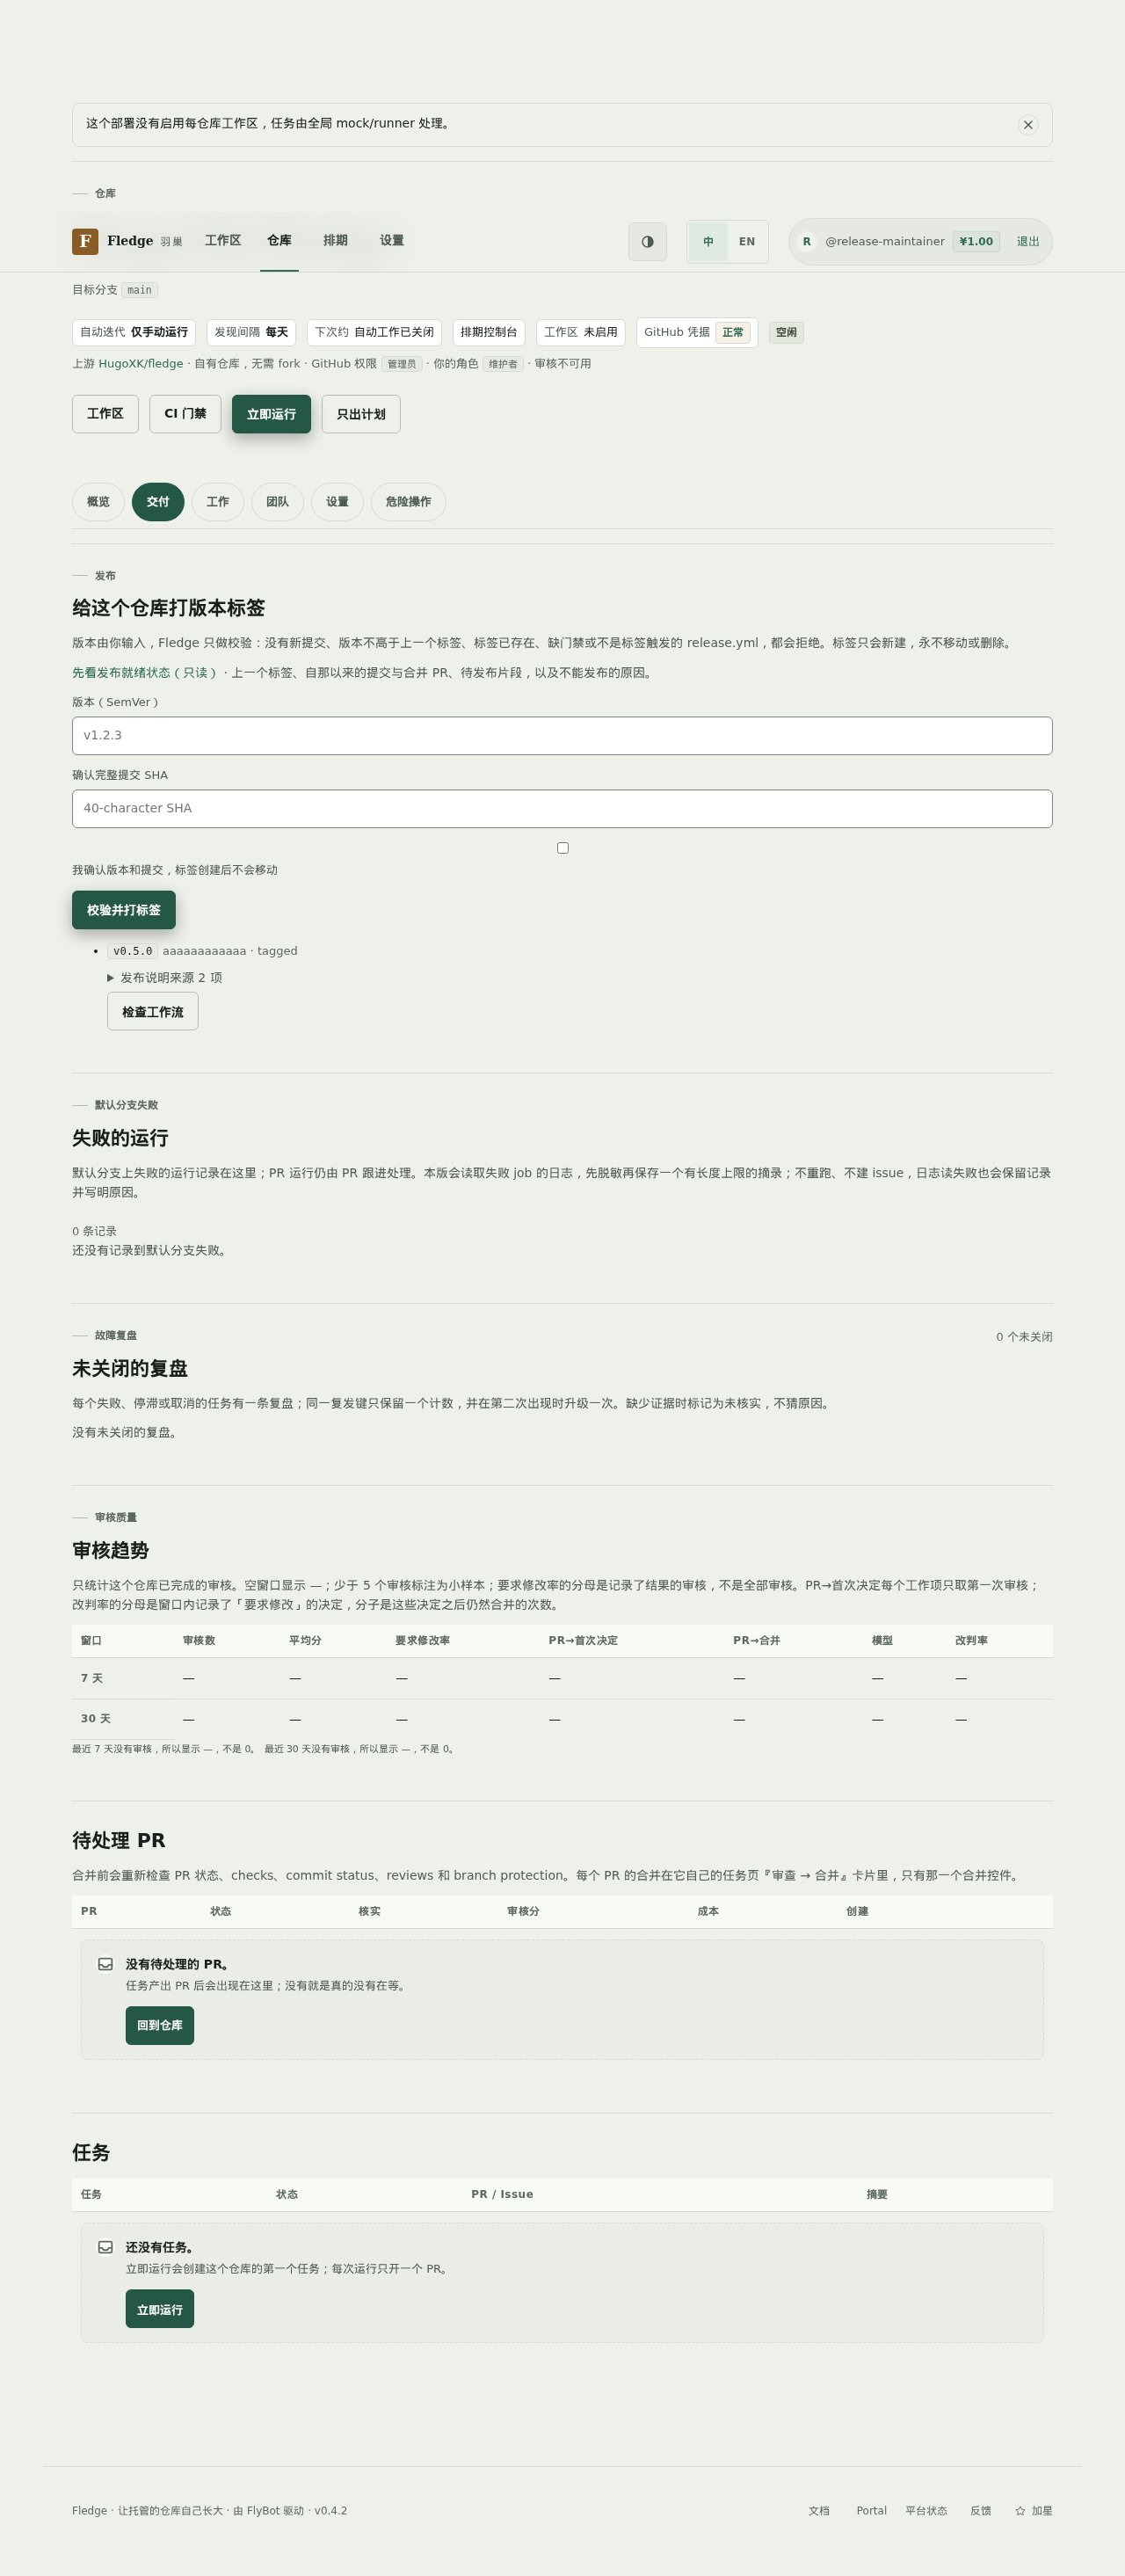 这个部署没有启用每仓库工作区，任务由全局 mock/runner 处理。
仓库
F Fledge 羽巢 工作区 仓库 排期 设置 中 EN R @release-maintainer ¥1.00 退出
目标分支 main
自动迭代 仅手动运行 发现间隔 每天 下次约 自动工作已关闭 排期控制台 工作区 未启用 GitHub 凭据 正常 空闲
上游 HugoXK/fledge · 自有仓库，无需 fork · GitHub 权限 管理员 · 你的角色 维护者 · 审核不可用
工作区 CI 门禁 立即运行 只出计划
概览 交付 工作 团队 设置 危险操作
发布
给这个仓库打版本标签
版本由你输入，Fledge 只做校验：没有新提交、版本不高于上一个标签、标签已存在、缺门禁或不是标签触发的 release.yml，都会拒绝。标签只会新建，永不移动或删除。
先看发布就绪状态（只读） · 上一个标签、自那以来的提交与合并 PR、待发布片段，以及不能发布的原因。
版本（SemVer）
v1.2.3
确认完整提交 SHA
40-character SHA
我确认版本和提交，标签创建后不会移动
校验并打标签
• v0.5.0 aaaaaaaaaaaa · tagged
▶ 发布说明来源 2 项
检查工作流
默认分支失败
失败的运行
默认分支上失败的运行记录在这里；PR 运行仍由 PR 跟进处理。本版会读取失败 job 的日志，先脱敏再保存一个有长度上限的摘录；不重跑、不建 issue，日志读失败也会保留记录
并写明原因。
0 条记录
还没有记录到默认分支失败。
故障复盘 0 个未关闭
未关闭的复盘
每个失败、停滞或取消的任务有一条复盘；同一复发键只保留一个计数，并在第二次出现时升级一次。缺少证据时标记为未核实，不猜原因。
没有未关闭的复盘。
审核质量
审核趋势
只统计这个仓库已完成的审核。空窗口显示 —；少于 5 个审核标注为小样本；要求修改率的分母是记录了结果的审核，不是全部审核。PR→首次决定每个工作项只取第一次审核；
改判率的分母是窗口内记录了「要求修改」的决定，分子是这些决定之后仍然合并的次数。
窗口 审核数 平均分 要求修改率 PR→首次决定 PR→合并 模型 改判率
7 天 — — — — — — —
30 天 — — — — — — —
最近 7 天没有审核，所以显示 —，不是 0。 最近 30 天没有审核，所以显示 —，不是 0。
待处理 PR
合并前会重新检查 PR 状态、checks、commit status、reviews 和 branch protection。每个 PR 的合并在它自己的任务页『审查 → 合并』卡片里，只有那一个合并控件。
PR 状态 核实 审核分 成本 创建
没有待处理的 PR。
任务产出 PR 后会出现在这里；没有就是真的没有在等。
回到仓库
任务
任务 状态 PR / Issue 摘要
还没有任务。
立即运行会创建这个仓库的第一个任务；每次运行只开一个 PR。
立即运行
Fledge · 让托管的仓库自己长大 · 由 FlyBot 驱动 · v0.4.2 文档 Portal 平台状态 反馈 ☆ 加星